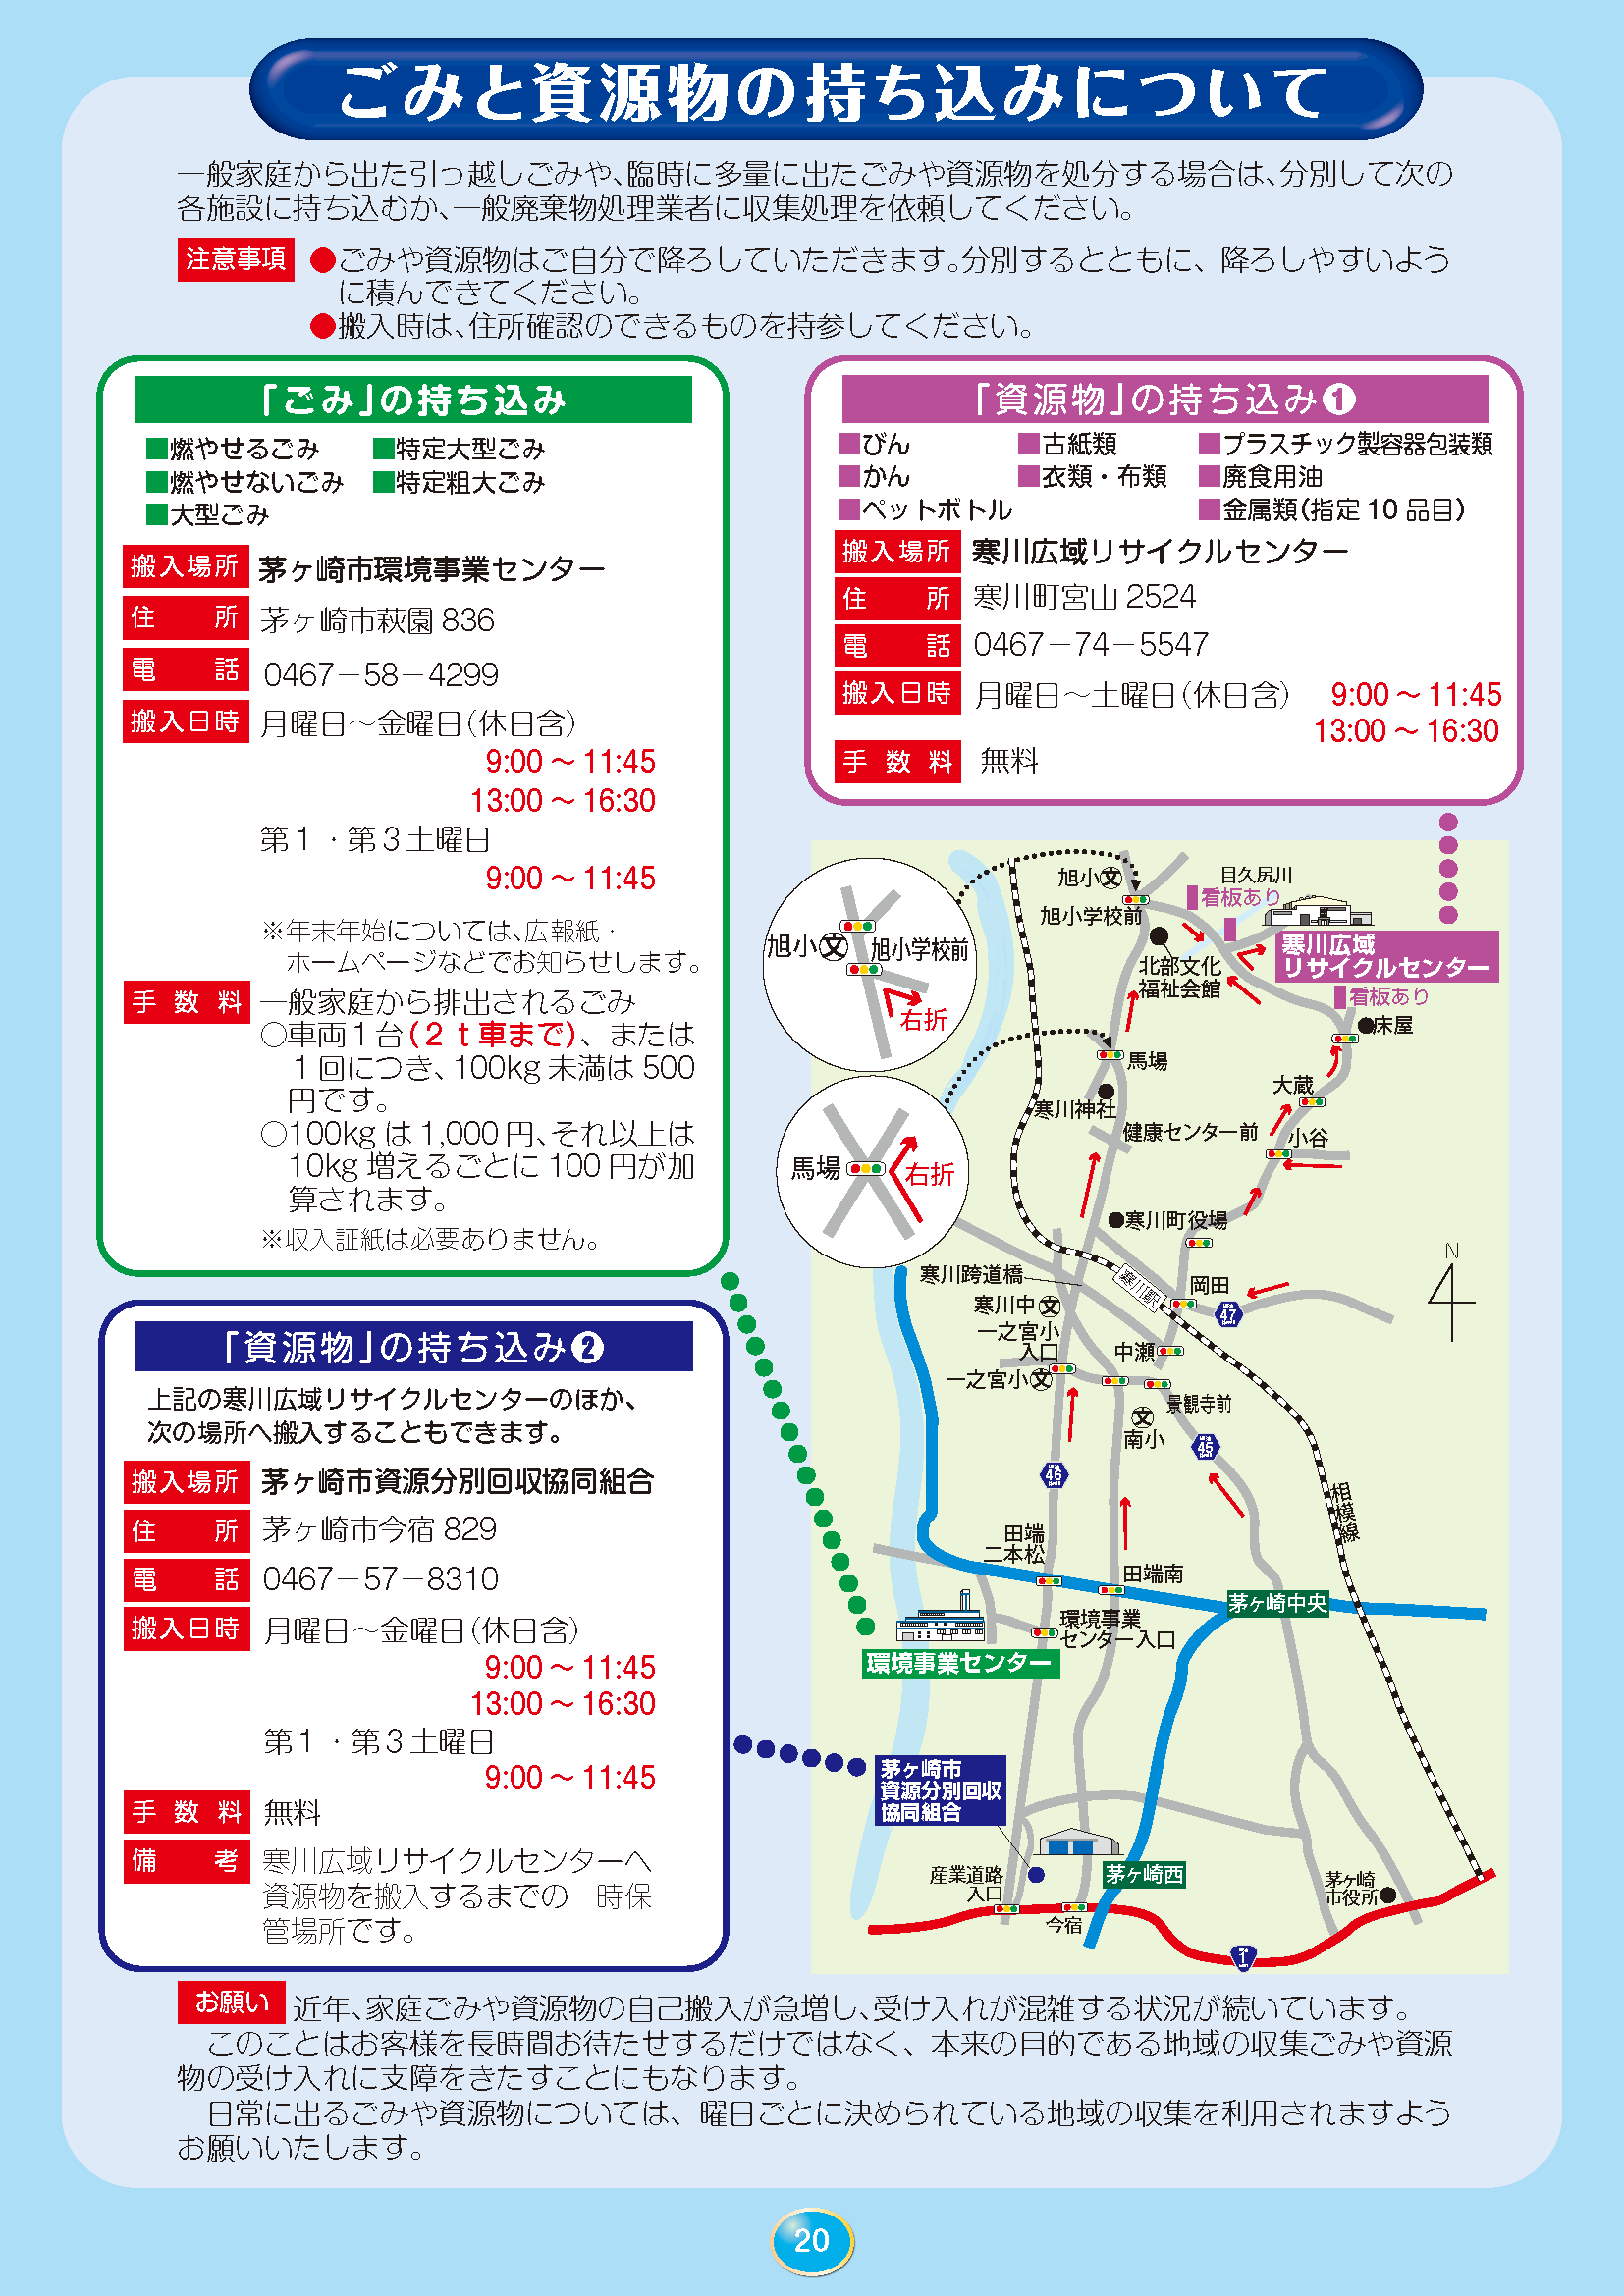 ごみと資源物の持ち込みについて
一般家庭から出た引っ越しごみや、臨時に多量に出たごみや資源物を処分する場合は、分別して次の
各施設に持ち込むか、一般廃棄物処理業者に収集処理を依頼してください。
注意事項 ●ごみや資源物はご自分で降ろしていただきます。分別するとともに、降ろしやすいよう
に積んできてください。
●搬入時は、住所確認のできるものを持参してください。
「ごみ」の持ち込み
■燃やせるごみ ■特定大型ごみ
■燃やせないごみ ■特定粗大ごみ
■大型ごみ
搬入場所 茅ヶ崎市環境事業センター
住所 茅ヶ崎市萩園 836
電話 0467－58－4299
搬入日時 月曜日～金曜日（休日含）
9:00 ～ 11:45
13:00 ～ 16:30
第1・第3土曜日
9:00 ～ 11:45
※年末年始については、広報紙・
ホームページなどでお知らせします。
手数料 一般家庭から排出されるごみ
○車両1台（2ｔ車まで）、または
1回につき、100kg 未満は 500
円です。
○100kg は 1,000 円、それ以上は
10kg 増えるごとに 100 円が加
算されます。
※収入証紙は必要ありません。
「資源物」の持ち込み❶
■びん ■古紙類 ■プラスチック製容器包装類
■かん ■衣類・布類 ■廃食用油
■ペットボトル ■金属類（指定 10 品目）
搬入場所 寒川広域リサイクルセンター
住所 寒川町宮山 2524
電話 0467－74－5547
搬入日時 月曜日～土曜日（休日含） 9:00 ～ 11:45
13:00 ～ 16:30
手数料 無料
「資源物」の持ち込み❷
上記の寒川広域リサイクルセンターのほか、
次の場所へ搬入することもできます。
搬入場所 茅ヶ崎市資源分別回収協同組合
住所 茅ヶ崎市今宿 829
電話 0467－57－8310
搬入日時 月曜日～金曜日（休日含）
9:00 ～ 11:45
13:00 ～ 16:30
第1・第3土曜日
9:00 ～ 11:45
手数料 無料
備考 寒川広域リサイクルセンターへ
資源物を搬入するまでの一時保
管場所です。
旭小 文 旭小学校前
右折
馬場 右折
旭小 文
旭小学校前
目久尻川
看板あり
寒川広域
リサイクルセンター
看板あり
北部文化
福祉会館
床屋
馬場
大蔵
寒川神社
健康センター前
小谷
寒川町役場
N
寒川跨道橋
寒川駅
岡田
47
寒川中 文
一之宮小
入口
中瀬
一之宮小 文
景観寺前
文
南小
45
46
相模線
田端
二本松
田端南
茅ヶ崎中央
環境事業
センター入口
環境事業センター
茅ヶ崎市
資源分別回収
協同組合
産業道路
入口
茅ヶ崎西
茅ヶ崎
市役所
今宿
1
お願い 近年、家庭ごみや資源物の自己搬入が急増し、受け入れが混雑する状況が続いています。
このことはお客様を長時間お待たせするだけではなく、本来の目的である地域の収集ごみや資源
物の受け入れに支障をきたすことにもなります。
日常に出るごみや資源物については、曜日ごとに決められている地域の収集を利用されますよう
お願いいたします。
20